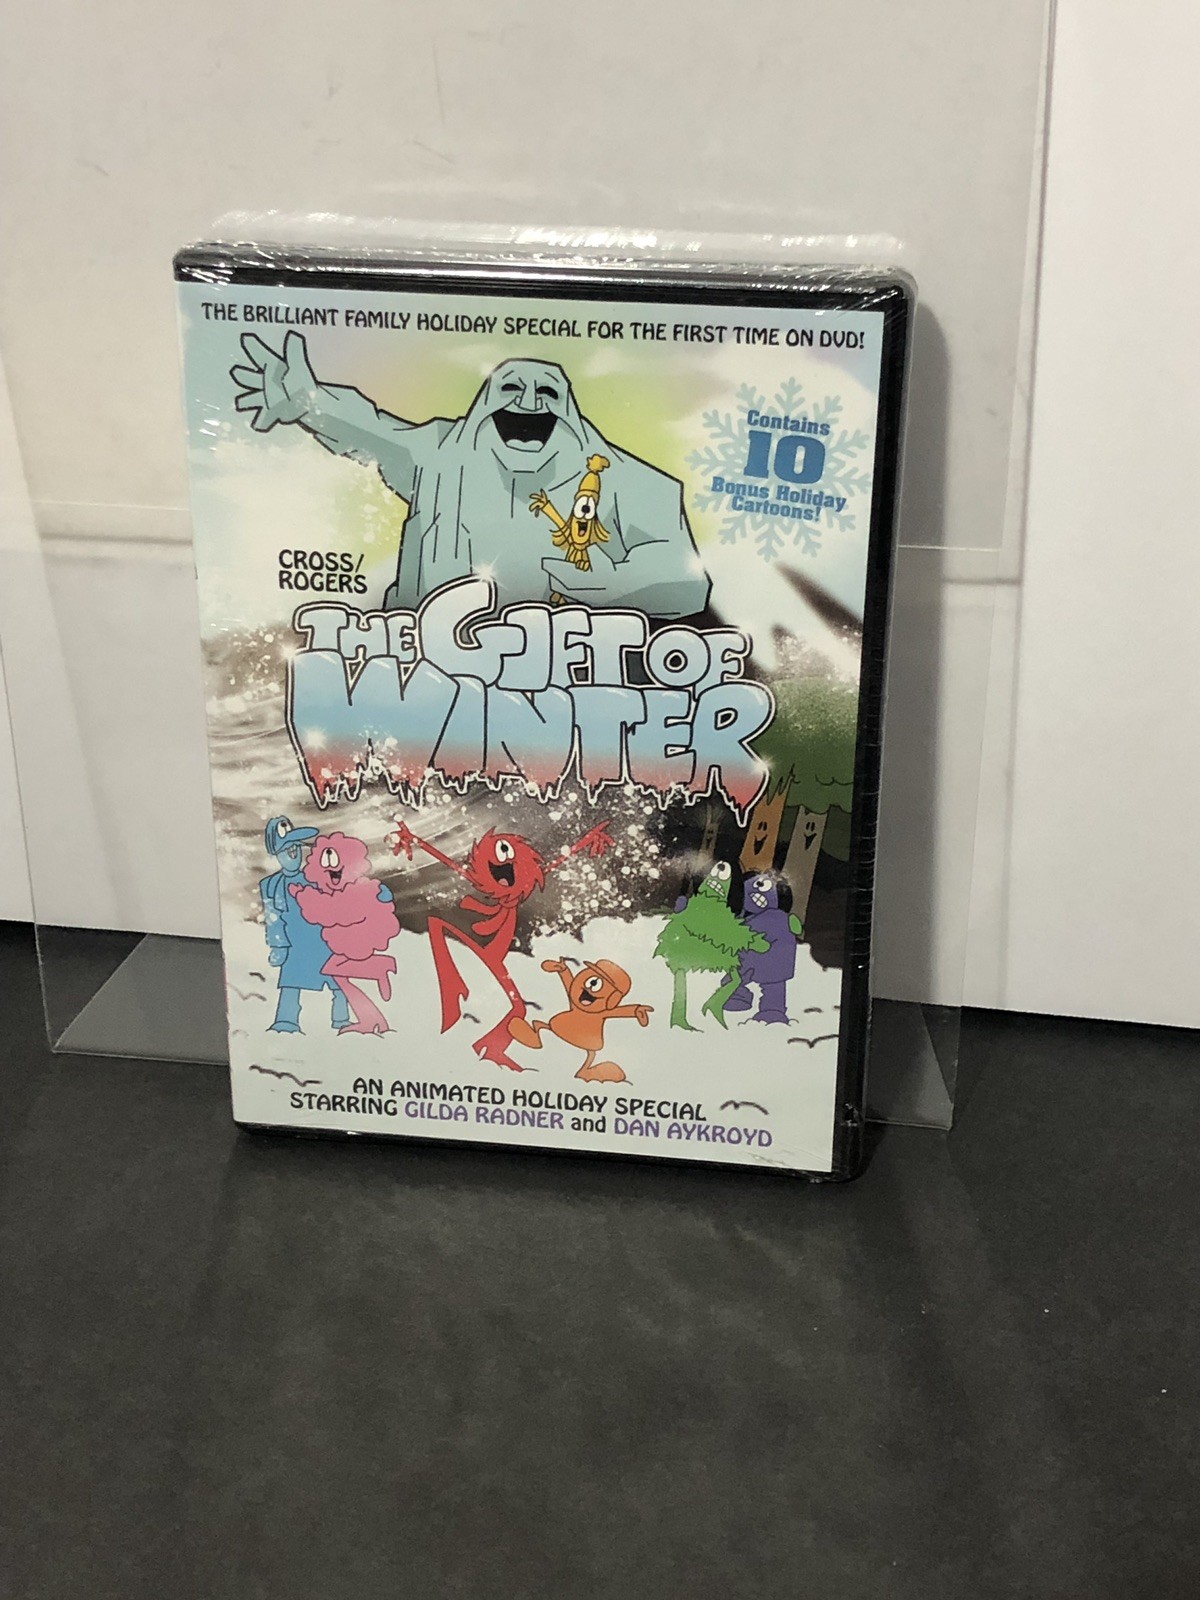 THE BRILLIANT FAMILY HOLIDAY SPECIAL FOR THE FIRST TIME ON DVD!
Contains
10
Bonus Holiday
Cartoons!
CROSS/
ROGERS
THE GIFT OF
WINTER
AN ANIMATED HOLIDAY SPECIAL
STARRING GILDA RADNER and DAN AYKROYD